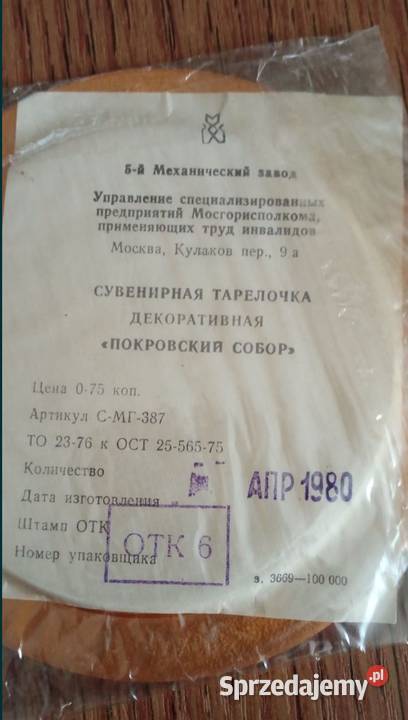 5-й Механический завод
Управление специализированных
предприятий Мосгорисполкома,
применяющих труд инвалидов
Москва, Кулаков пер., 9 а
СУВЕНИРНАЯ ТАРЕЛОЧКА
ДЕКОРАТИВНАЯ
«ПОКРОВСКИЙ СОБОР»
Цена 0-75 коп.
Артикул С-МГ-387
ТО 23-76 к ОСТ 25-565-75
Количество
Дата изготовления
АПР 1980
Штамп ОТК
ОТК 6
Номер упаковщика
з. 3669—100 000
Sprzedajemy.pl